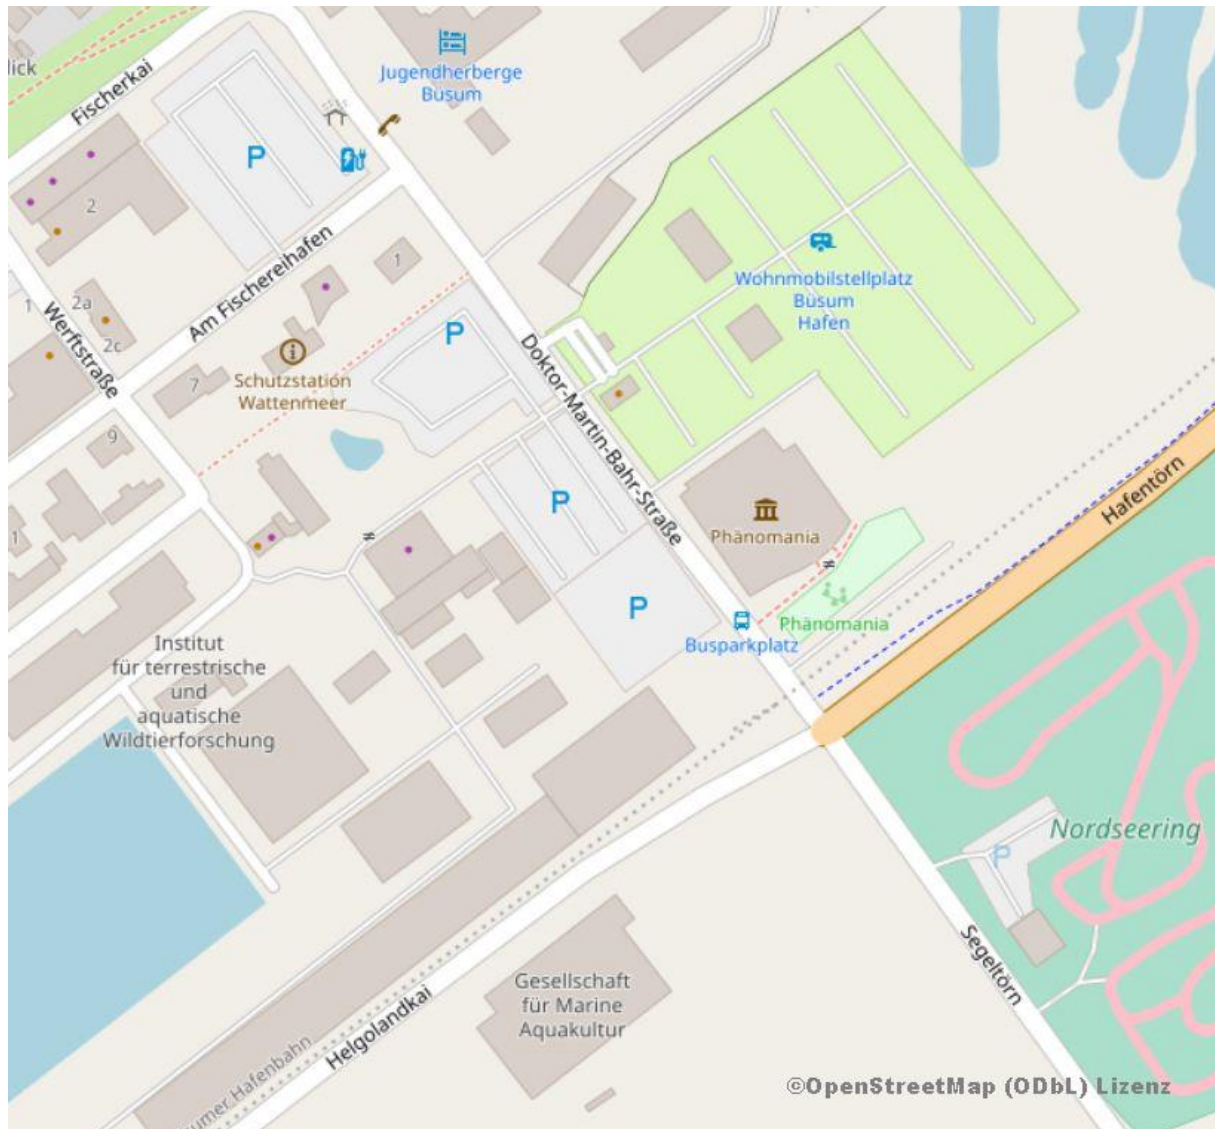 lick
Fischerkai
P
Jugendherberge
Büsum
2
1
Am Fischereihafen
1
2a
2c
Werftstraße
P
Wohnmobilstellplatz
Büsum
Hafen
Doktor-Martin-Bahr-Straße
Schutzstation
Wattenmeer
7
9
1
P
Phänomania
Hafentörn
P
Phänomania
Busparkplatz
Institut
für terrestrische
und
aquatische
Wildtierforschung
Nordseering
P
Segeltörn
Gesellschaft
für Marine
Aquakultur
Helgolandkai
umer Hafenbahn
©OpenStreetMap (ODbL) Lizenz